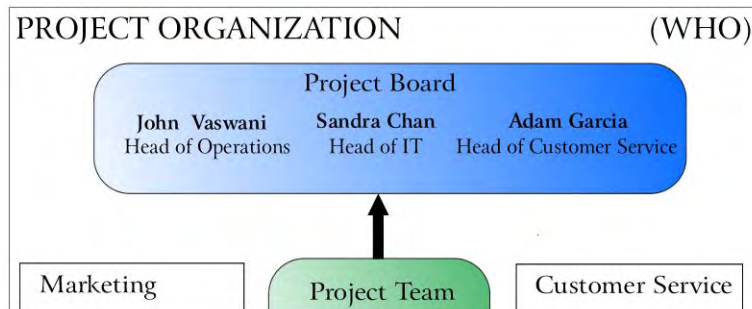 PROJECT ORGANIZATION (WHO)
Project Board
John Vaswani Sandra Chan Adam Garcia
Head of Operations Head of IT Head of Customer Service
Marketing Project Team Customer Service